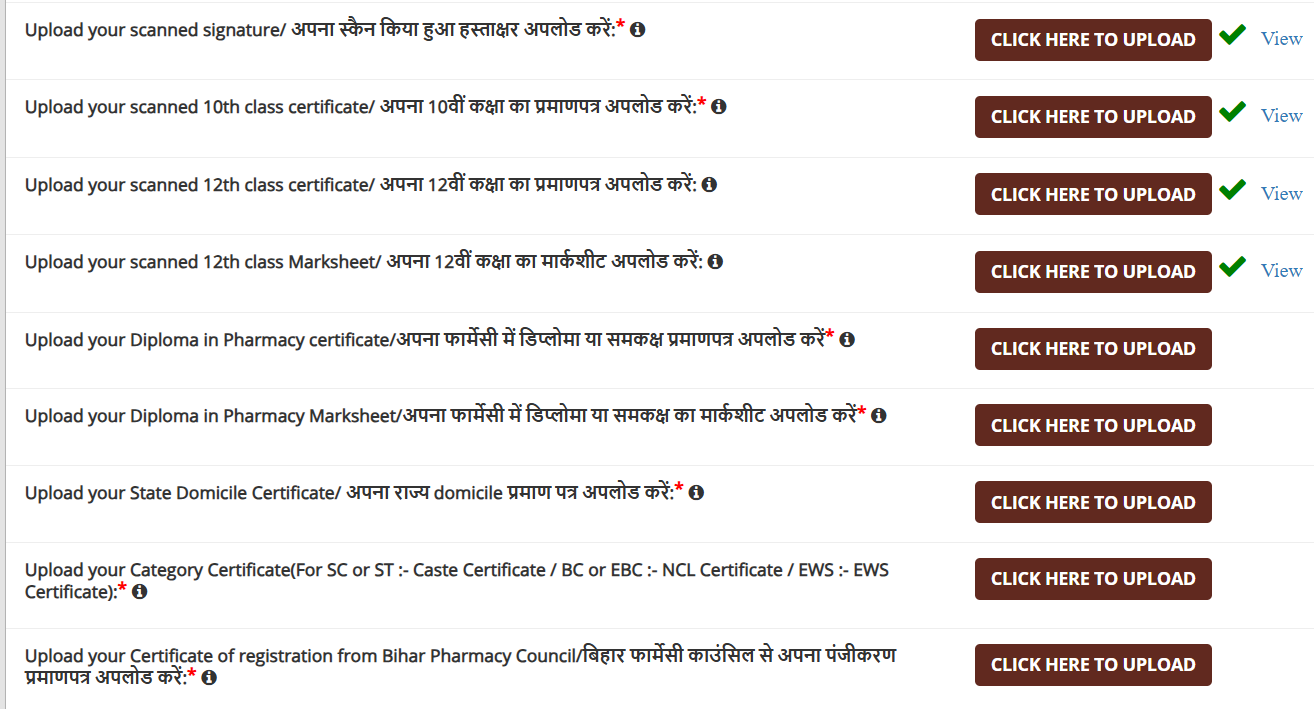 Upload your scanned signature/ अपना स्कैन किया हुआ हस्ताक्षर अपलोड करें:* CLICK HERE TO UPLOAD View
Upload your scanned 10th class certificate/ अपना 10वीं कक्षा का प्रमाणपत्र अपलोड करें:* CLICK HERE TO UPLOAD View
Upload your scanned 12th class certificate/ अपना 12वीं कक्षा का प्रमाणपत्र अपलोड करें: CLICK HERE TO UPLOAD View
Upload your scanned 12th class Marksheet/ अपना 12वीं कक्षा का मार्कशीट अपलोड करें: CLICK HERE TO UPLOAD View
Upload your Diploma in Pharmacy certificate/अपना फार्मेसी में डिप्लोमा या समकक्ष प्रमाणपत्र अपलोड करें* CLICK HERE TO UPLOAD
Upload your Diploma in Pharmacy Marksheet/अपना फार्मेसी में डिप्लोमा या समकक्ष का मार्कशीट अपलोड करें* CLICK HERE TO UPLOAD
Upload your State Domicile Certificate/ अपना राज्य domicile प्रमाण पत्र अपलोड करें:* CLICK HERE TO UPLOAD
Upload your Category Certificate(For SC or ST :- Caste Certificate / BC or EBC :- NCL Certificate / EWS :- EWS
Certificate):* CLICK HERE TO UPLOAD
Upload your Certificate of registration from Bihar Pharmacy Council/बिहार फार्मेसी काउंसिल से अपना पंजीकरण
प्रमाणपत्र अपलोड करें:* CLICK HERE TO UPLOAD